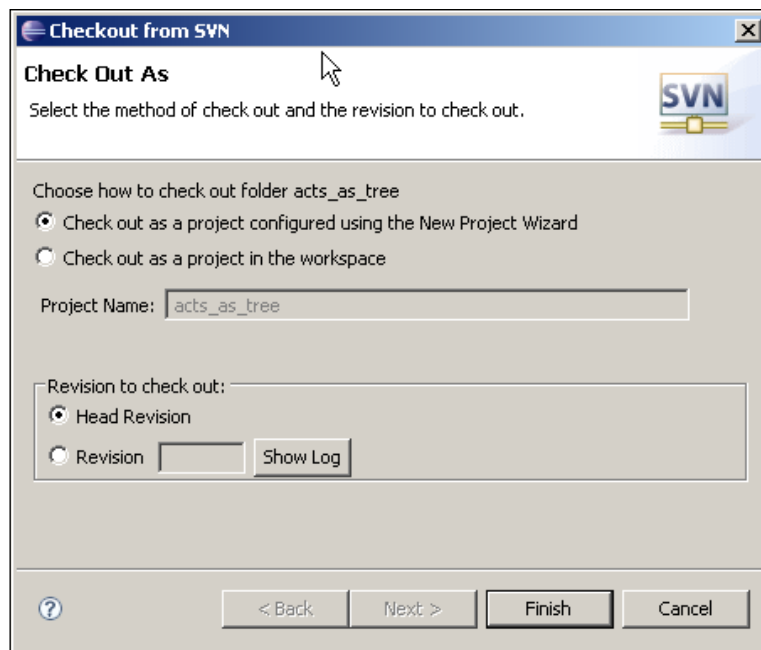 Checkout from SVN
Check Out As
Select the method of check out and the revision to check out.
SVN
Choose how to check out folder acts_as_tree
Check out as a project configured using the New Project Wizard
Check out as a project in the workspace
Project Name: acts_as_tree
Revision to check out:
Head Revision
Revision Show Log
? < Back Next > Finish Cancel